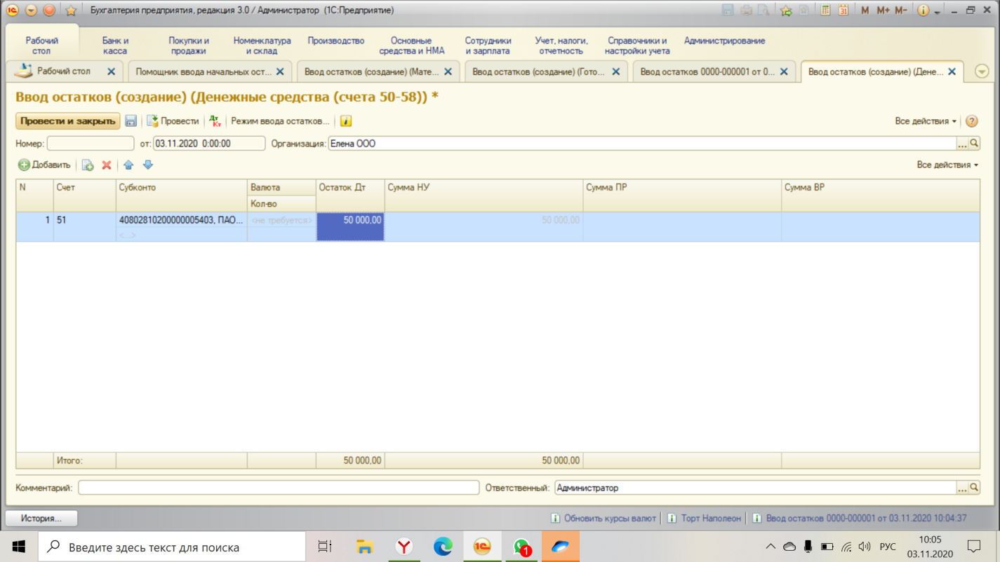 Бухгалтерия предприятия, редакция 3.0 / Администратор (1С:Предприятие)
31 M M+ M-
Рабочий стол
Банк и касса
Покупки и продажи
Номенклатура и склад
Производство
Основные средства и НМА
Сотрудники и зарплата
Учет, налоги, отчетность
Справочники и настройки учета
Администрирование
Рабочий стол
Помощник ввода начальных ост...
Ввод остатков (создание) (Мате...
Ввод остатков (создание) (Гото...
Ввод остатков 0000-000001 от 0...
Ввод остатков (создание) (Дене...
Ввод остатков (создание) (Денежные средства (счета 50-58)) *
Провести и закрыть Провести Дт Кт Режим ввода остатков... Все действия
Номер: от: 03.11.2020 0:00:00 Организация: Елена ООО ...
Добавить Все действия
N Счет Субконто Валюта Остаток Дт Сумма НУ Сумма ПР Сумма ВР
Кол-во
1 51 40802810200000005403, ПАО... <не требуется> 50 000,00 50 000,00
<...>
Итого: 50 000,00 50 000,00
Комментарий: Ответственный: Администратор ...
История... Обновить курсы валют Торт Наполеон Ввод остатков 0000-000001 от 03.11.2020 10:04:37
Введите здесь текст для поиска 1 РУС 10:05
03.11.2020